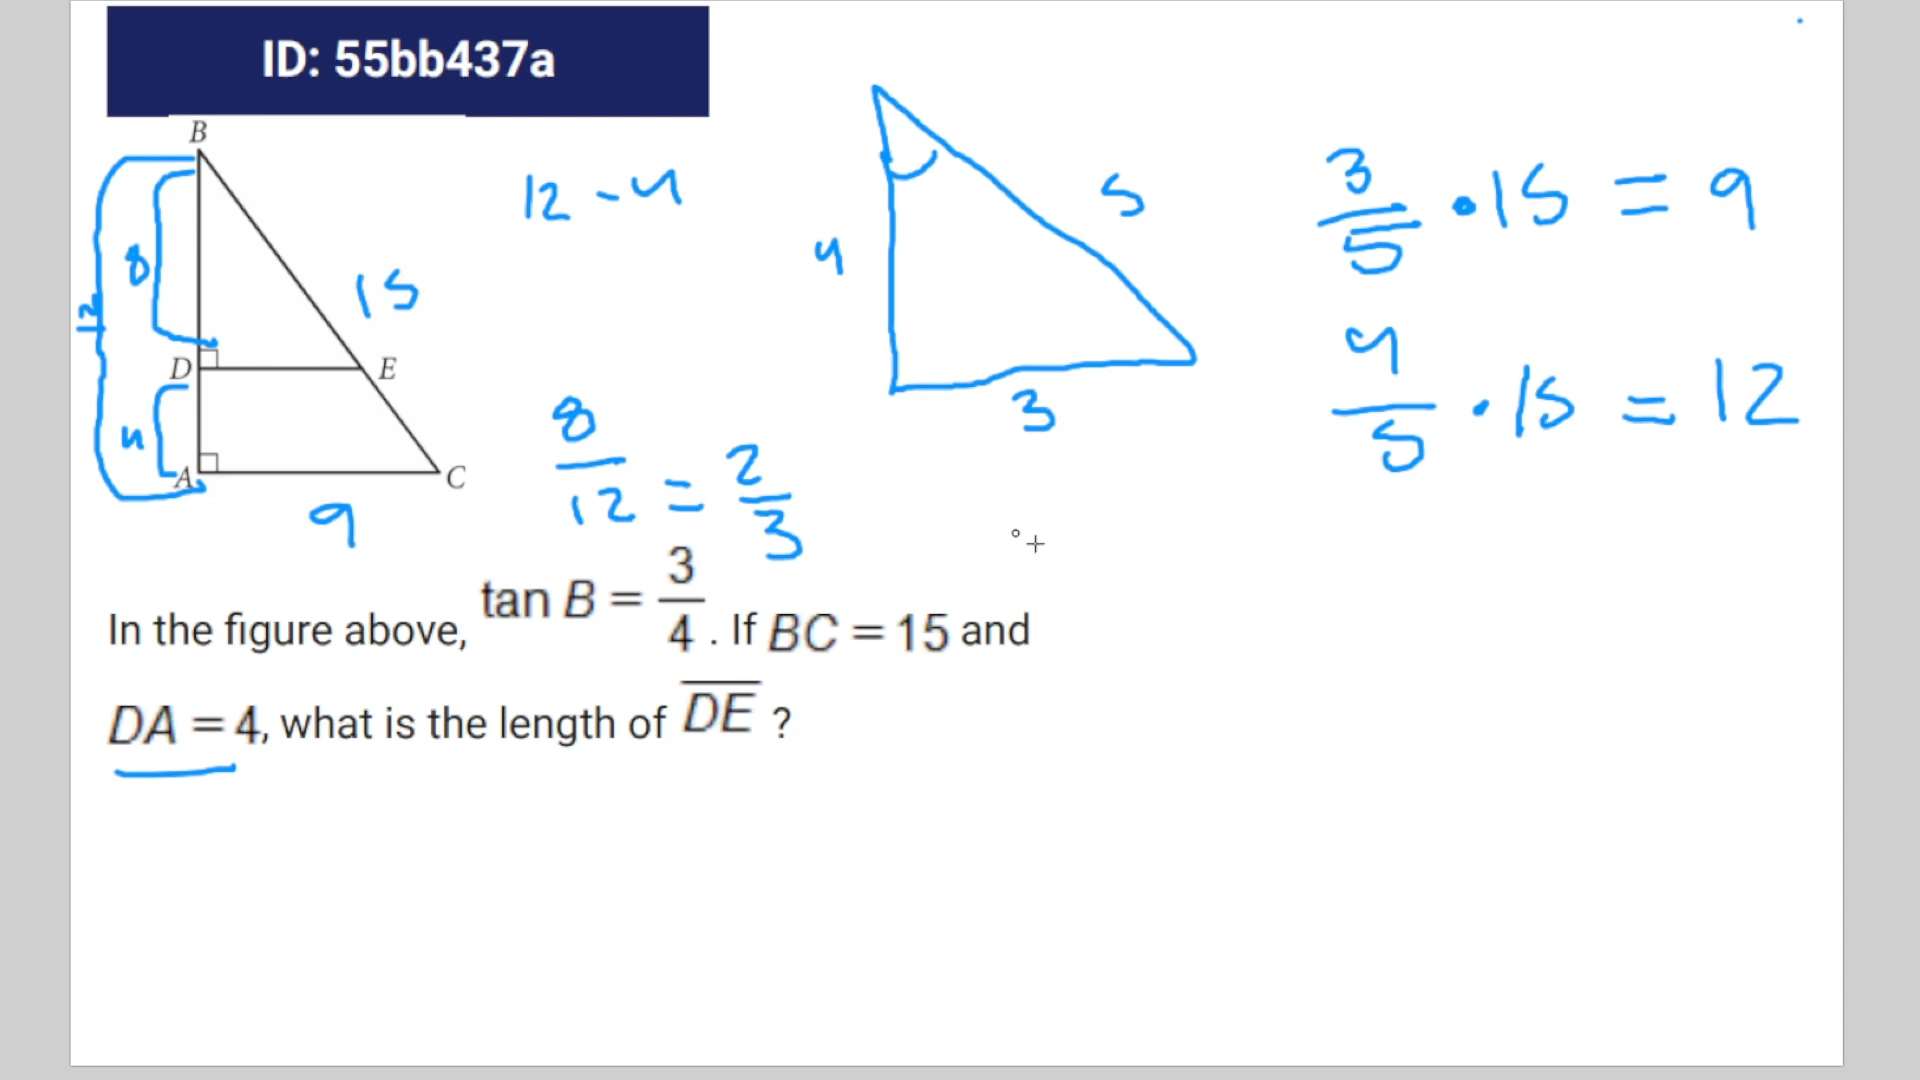 ID: 55bb437a
B
12 - 4
8
15
12
D
E
4
A
C
9
8/12 = 2/3
4
5
3
3/5 · 15 = 9
4/5 · 15 = 12
In the figure above, tan B = 3/4 . If BC = 15 and
DA = 4, what is the length of DE ?